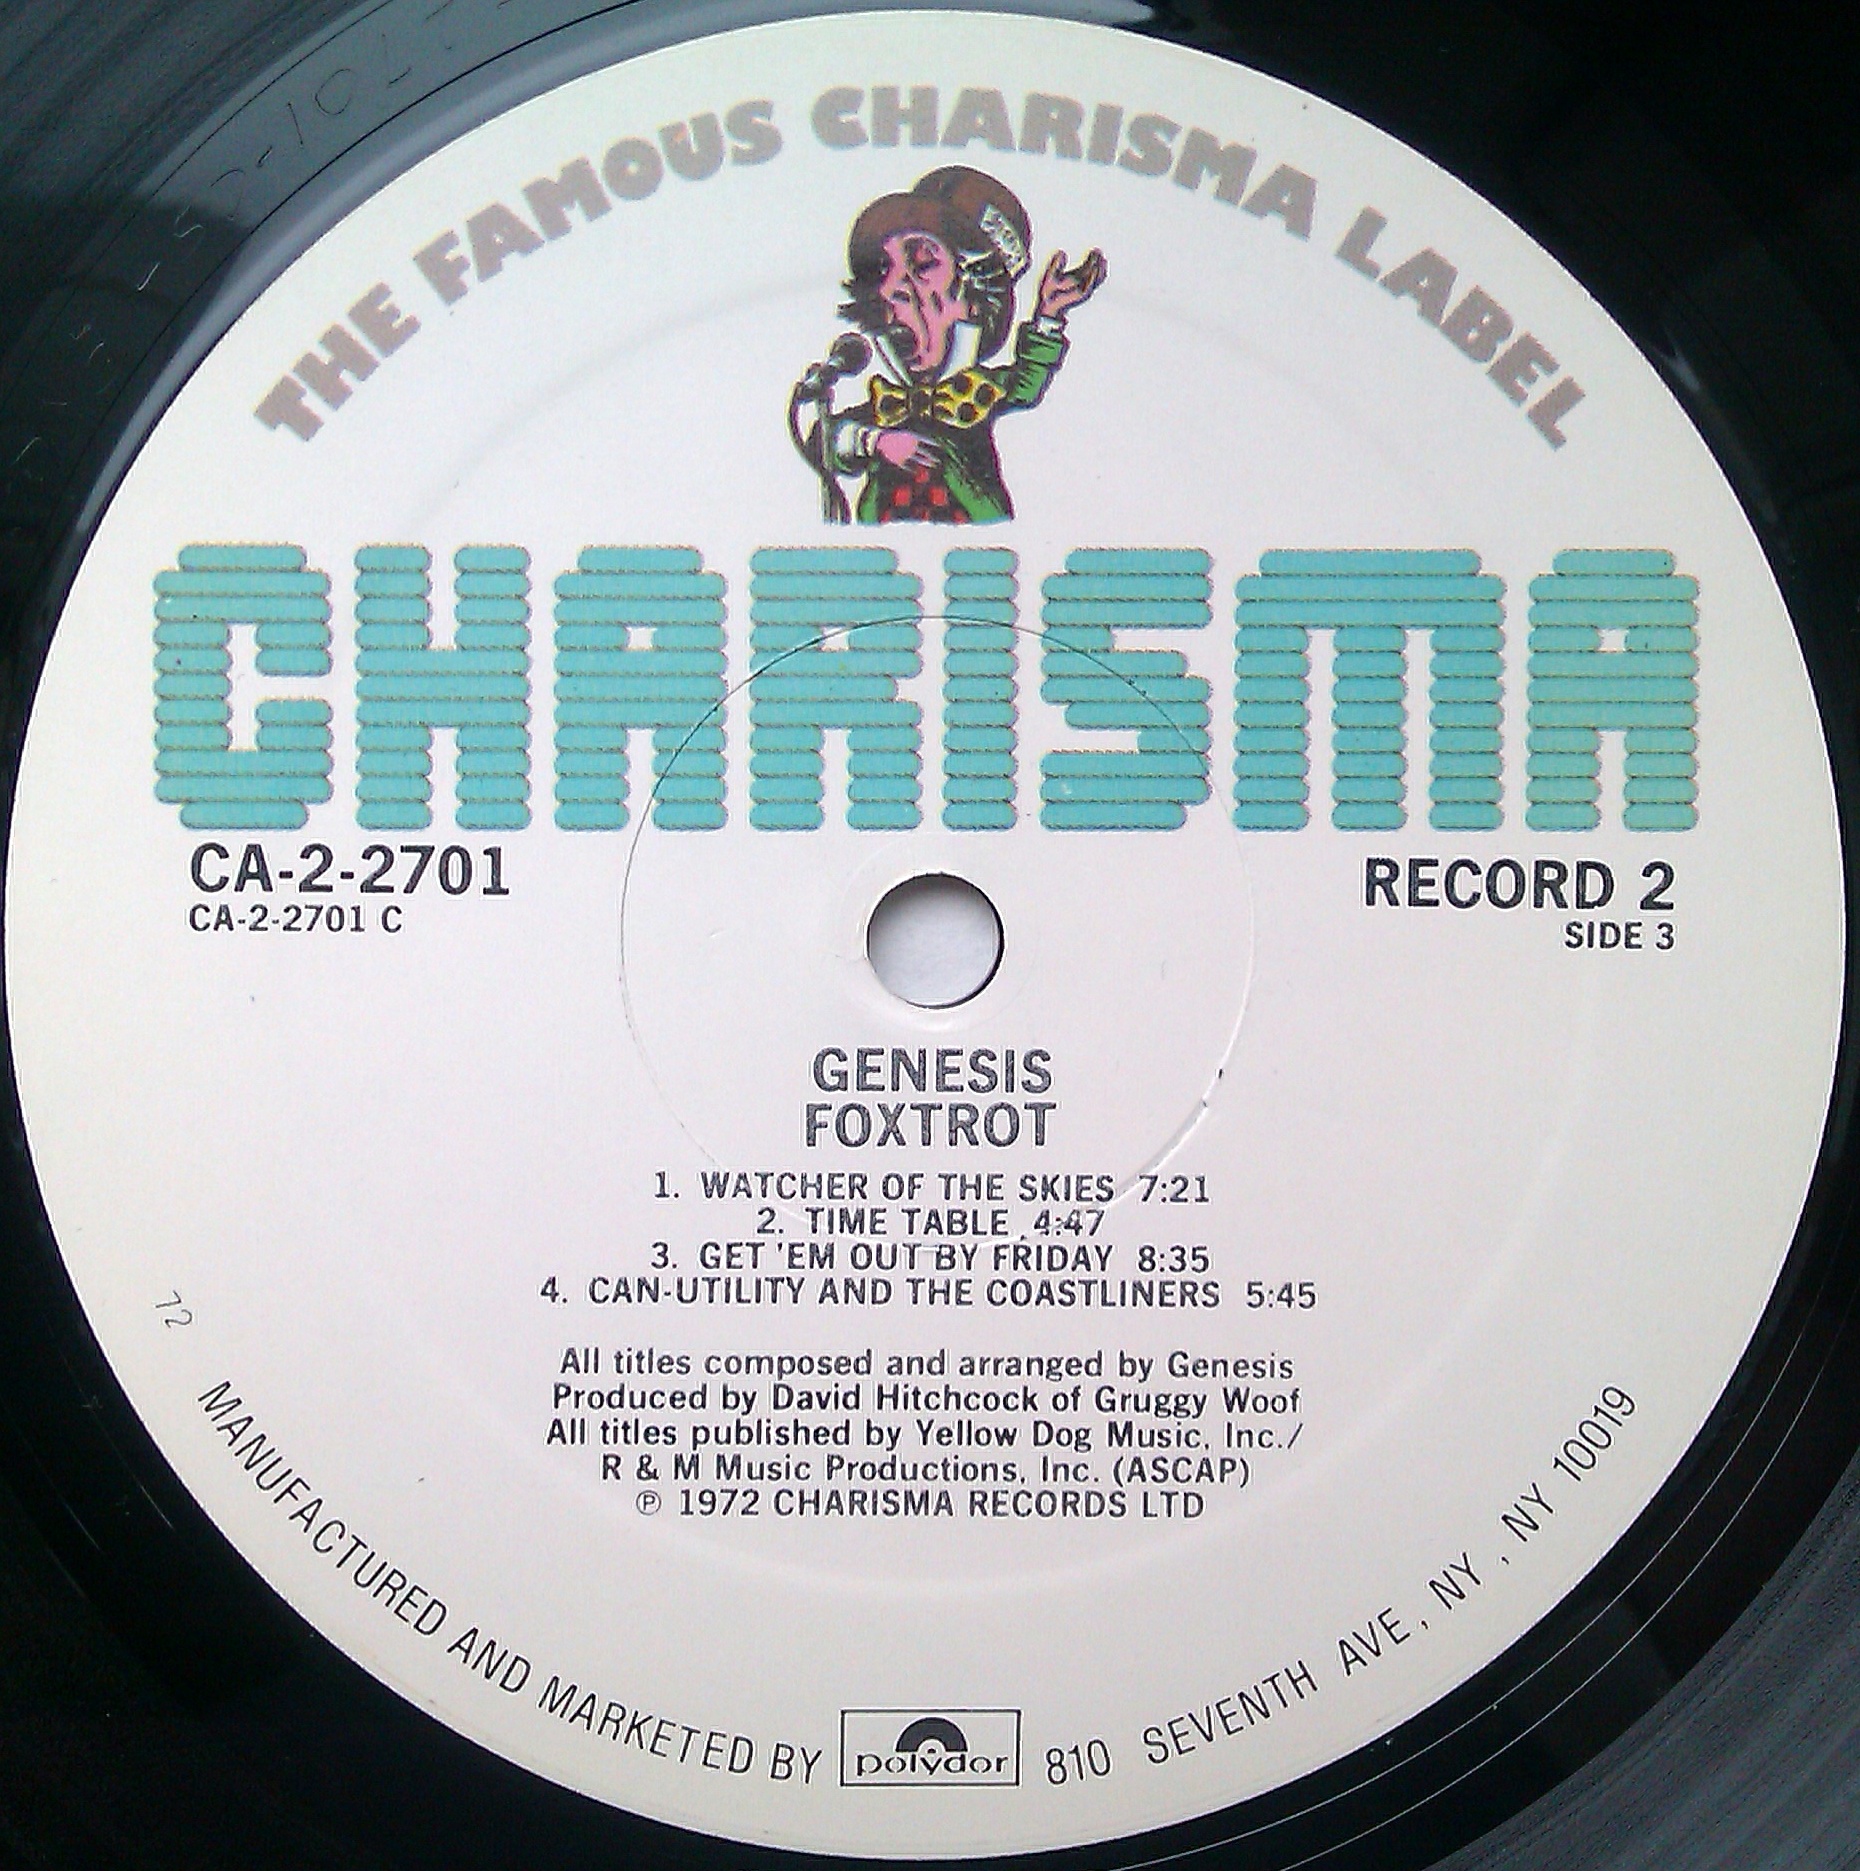 THE FAMOUS CHARISMA LABEL
CHARISMA
CA-2-2701
CA-2-2701 C
RECORD 2
SIDE 3
GENESIS
FOXTROT
1. WATCHER OF THE SKIES 7:21
2. TIME TABLE 4:47
3. GET 'EM OUT BY FRIDAY 8:35
4. CAN-UTILITY AND THE COASTLINERS 5:45
All titles composed and arranged by Genesis
Produced by David Hitchcock of Gruggy Woof
All titles published by Yellow Dog Music, Inc./
R & M Music Productions, Inc. (ASCAP)
℗ 1972 CHARISMA RECORDS LTD
72
MANUFACTURED AND MARKETED BY polydor 810 SEVENTH AVE, NY, NY 10019